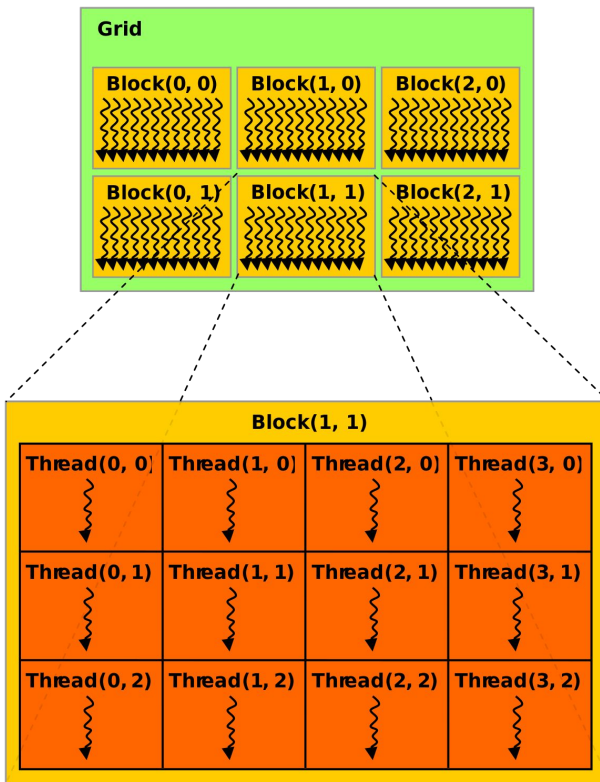 Grid
Block(0, 0) Block(1, 0) Block(2, 0)
Block(0, 1) Block(1, 1) Block(2, 1)
Block(1, 1)
Thread(0, 0) Thread(1, 0) Thread(2, 0) Thread(3, 0)
Thread(0, 1) Thread(1, 1) Thread(2, 1) Thread(3, 1)
Thread(0, 2) Thread(1, 2) Thread(2, 2) Thread(3, 2)